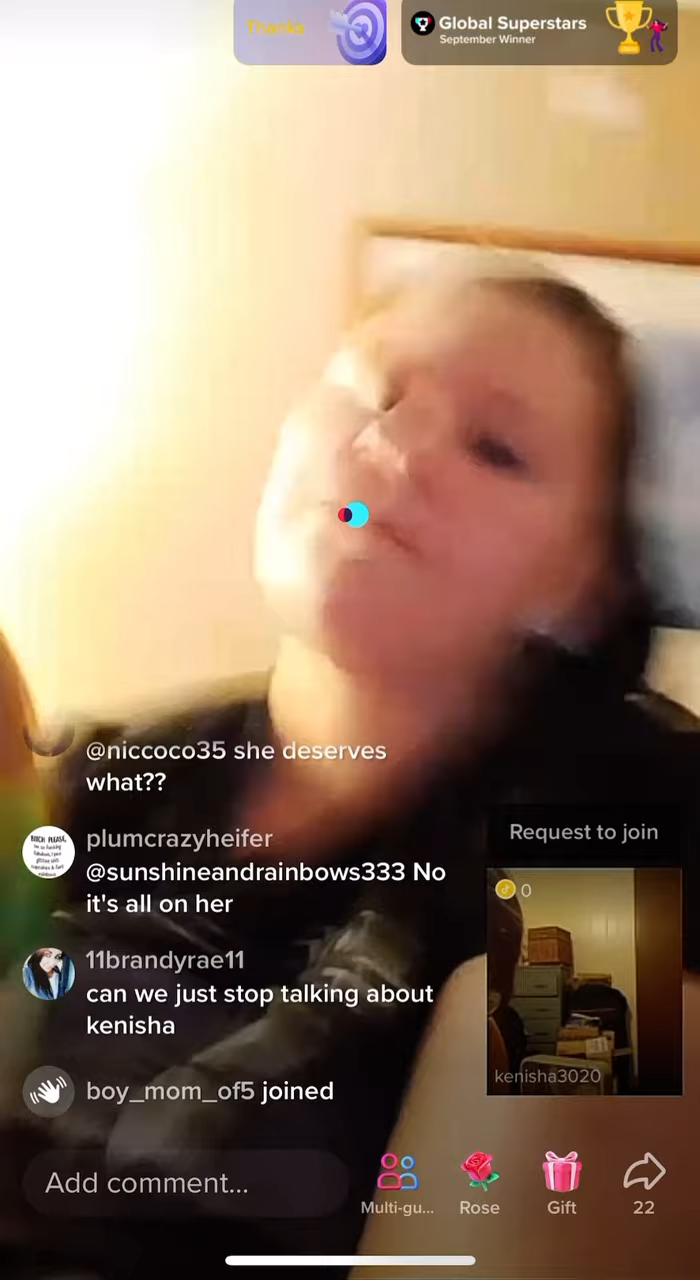 Thanks
Global Superstars
September Winner
@niccoco35 she deserves
what??
plumcrazyheifer
@sunshineandrainbows333 No
it's all on her
11brandyrae11
can we just stop talking about
kenisha
boy_mom_of5 joined
Request to join
0
kenisha3020
Add comment...
Multi-gu...
Rose
Gift
22
BITCH PLEASE,